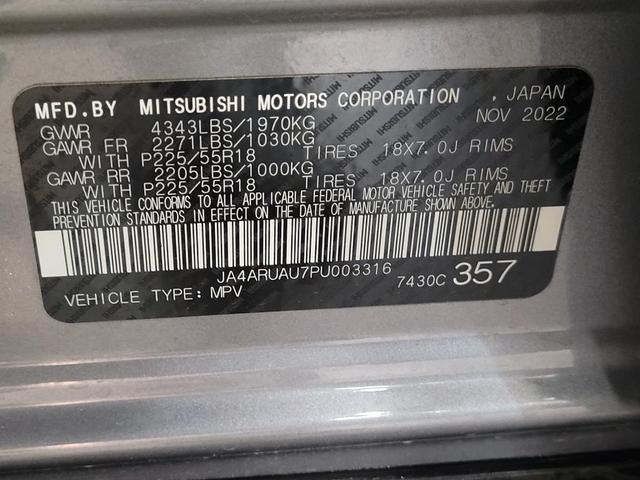 MFD.BY MITSUBISHI MOTORS CORPORATION , JAPAN
GVWR 4343LBS/1970KG NOV 2022
GAWR FR 2271LBS/1030KG
WITH P225/55R18 TIRES 18X7.0J RIMS
GAWR RR 2205LBS/1000KG
WITH P225/55R18 TIRES 18X7.0J RIMS
THIS VEHICLE CONFORMS TO ALL APPLICABLE FEDERAL MOTOR VEHICLE SAFETY AND THEFT
PREVENTION STANDARDS IN EFFECT ON THE DATE OF MANUFACTURE SHOWN ABOVE.
JA4ARUAU7PU003316
VEHICLE TYPE: MPV 7430C 357